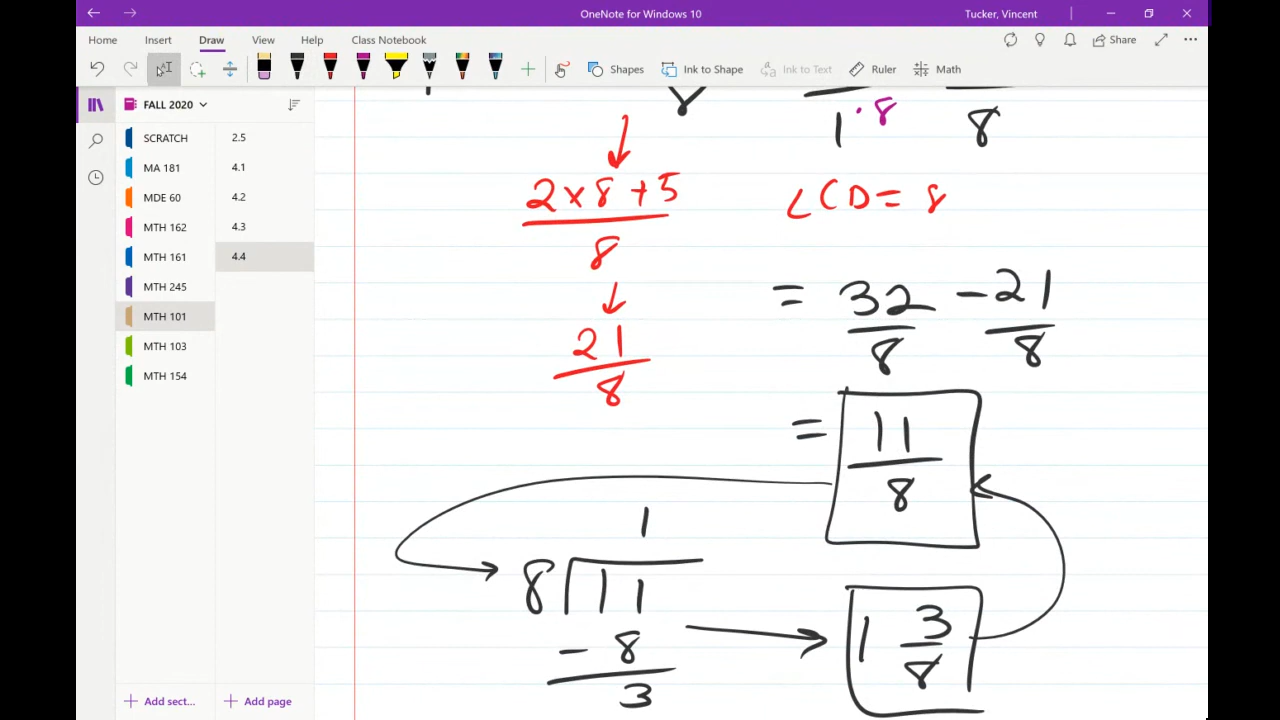 OneNote for Windows 10
Tucker, Vincent
Home Insert Draw View Help Class Notebook
Share
Shapes Ink to Shape Ink to Text Ruler Math
FALL 2020
SCRATCH
MA 181
MDE 60
MTH 162
MTH 161
MTH 245
MTH 101
MTH 103
MTH 154
2.5
4.1
4.2
4.3
4.4
Add sect...
Add page
1 · 8
8
2 x 8 + 5
8
LCD = 8
21
8
= 32 - 21
8 8
= 11
8
1
8 11
- 8
3
1 3
8